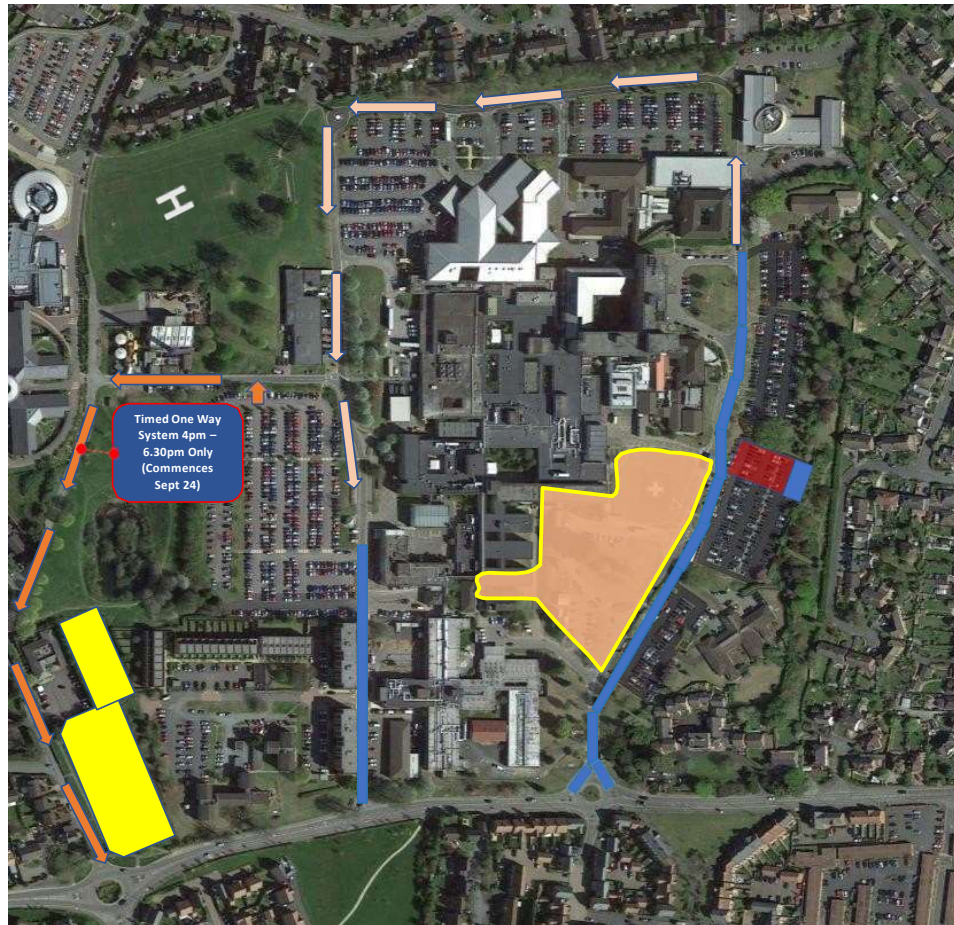 H
Timed One Way
System 4pm –
6.30pm Only
(Commences
Sept 24)